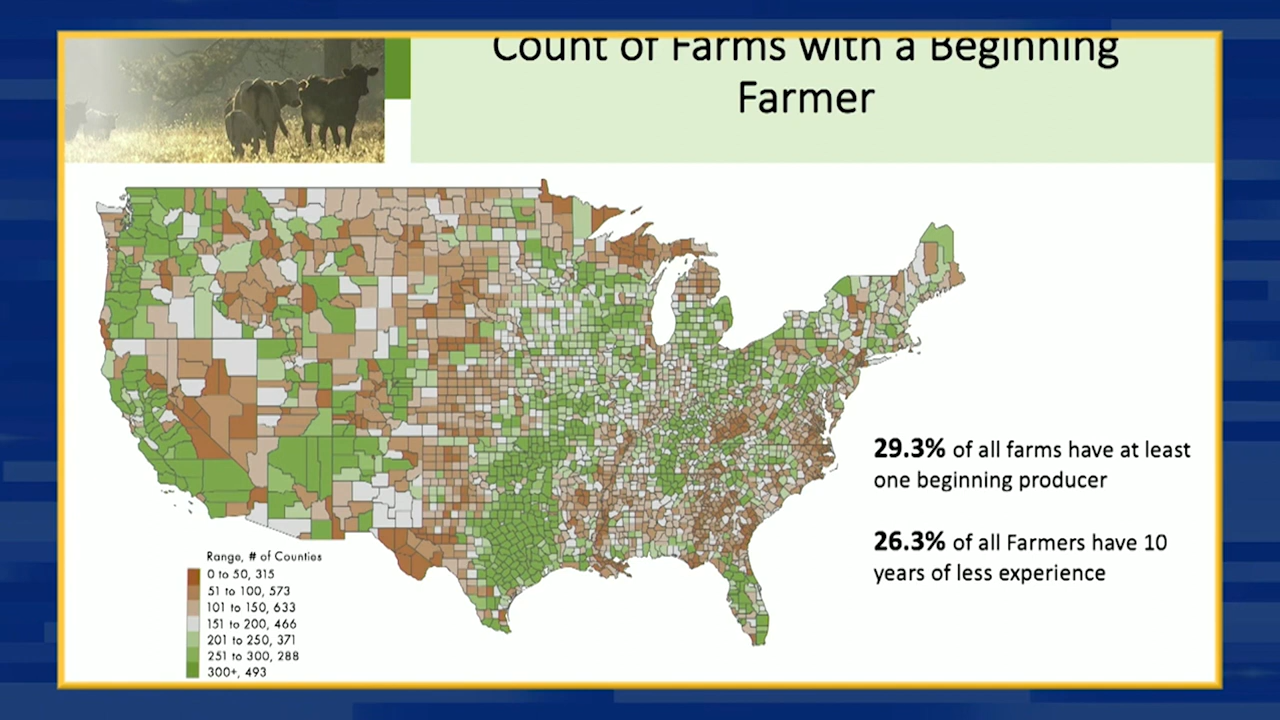 Count of Farms with a Beginning
Farmer
29.3% of all farms have at least
one beginning producer
26.3% of all Farmers have 10
years of less experience
Range, # of Counties
0 to 50, 315
51 to 100, 573
101 to 150, 633
151 to 200, 466
201 to 250, 371
251 to 300, 288
300+, 493